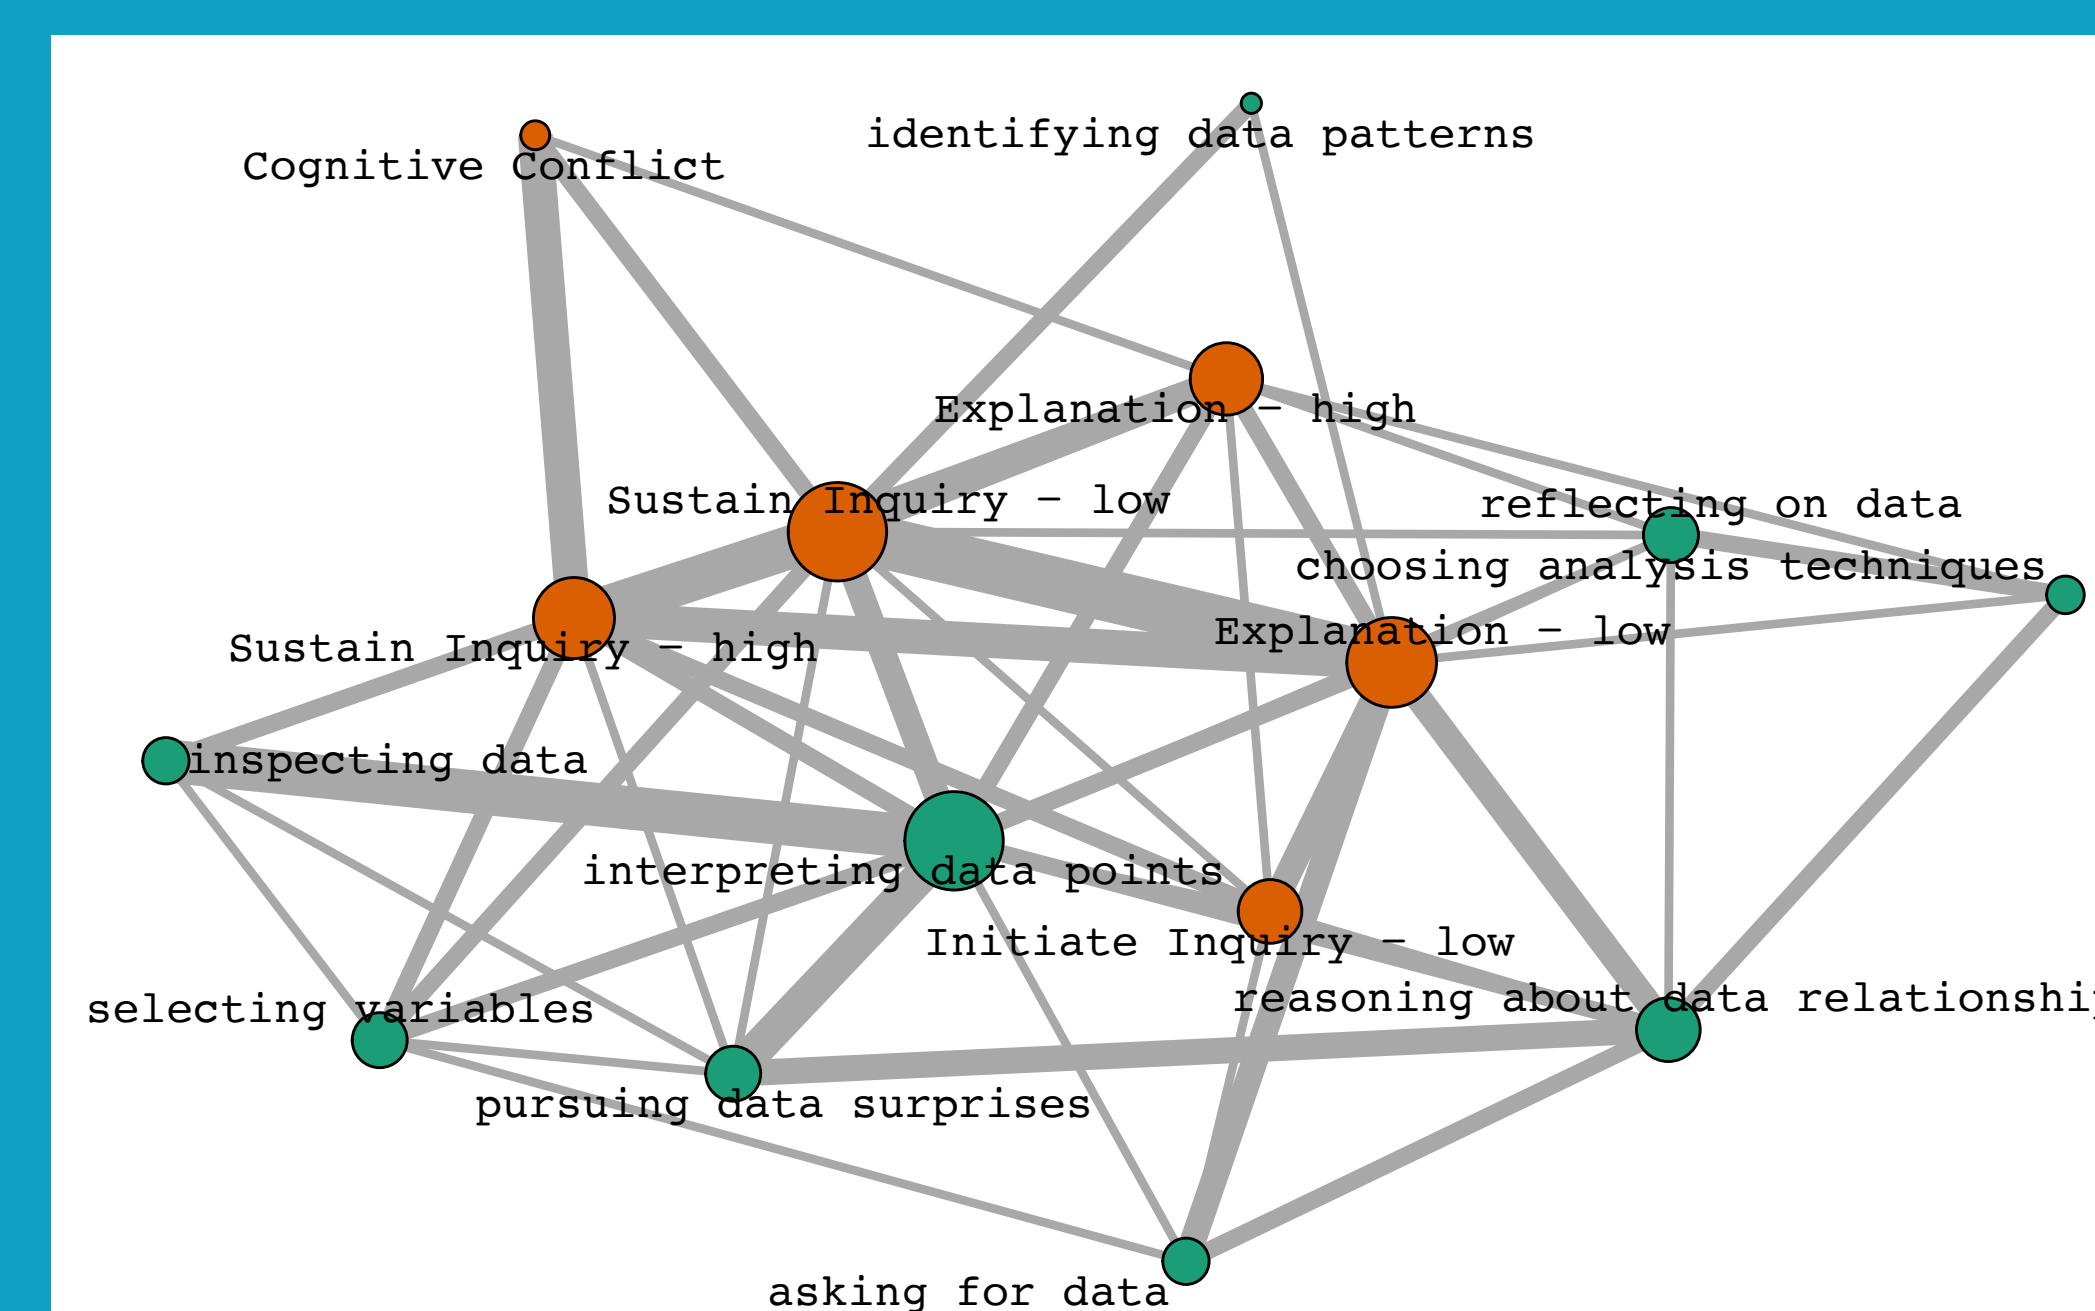 identifying data patterns
Cognitive Conflict
Explanation - high
Sustain Inquiry - low
reflecting on data
choosing analysis techniques
Explanation - low
Sustain Inquiry - high
inspecting data
interpreting data points
Initiate Inquiry - low
reasoning about data
selecting variables
pursuing data surprises
asking for data